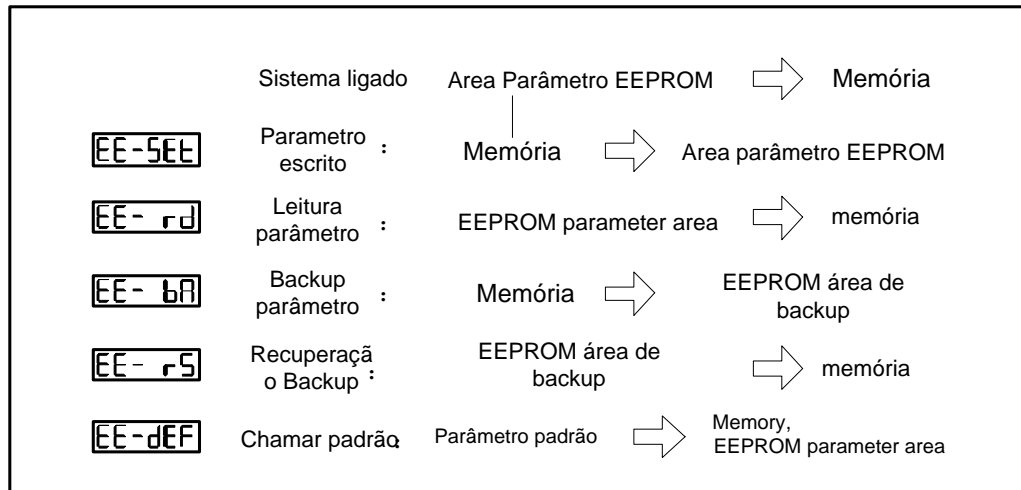 Sistema ligado Area Parâmetro EEPROM Memória
EE-SEt Parametro
escrito : Memória Area parâmetro EEPROM
EE- rd Leitura
parâmetro : EEPROM parameter area memória
EE- bA Backup
parâmetro : Memória EEPROM área de
backup
EE- rS Recuperaçã
o Backup : EEPROM área de
backup memória
EE-dEF Chamar padrão: Parâmetro padrão Memory,
EEPROM parameter area